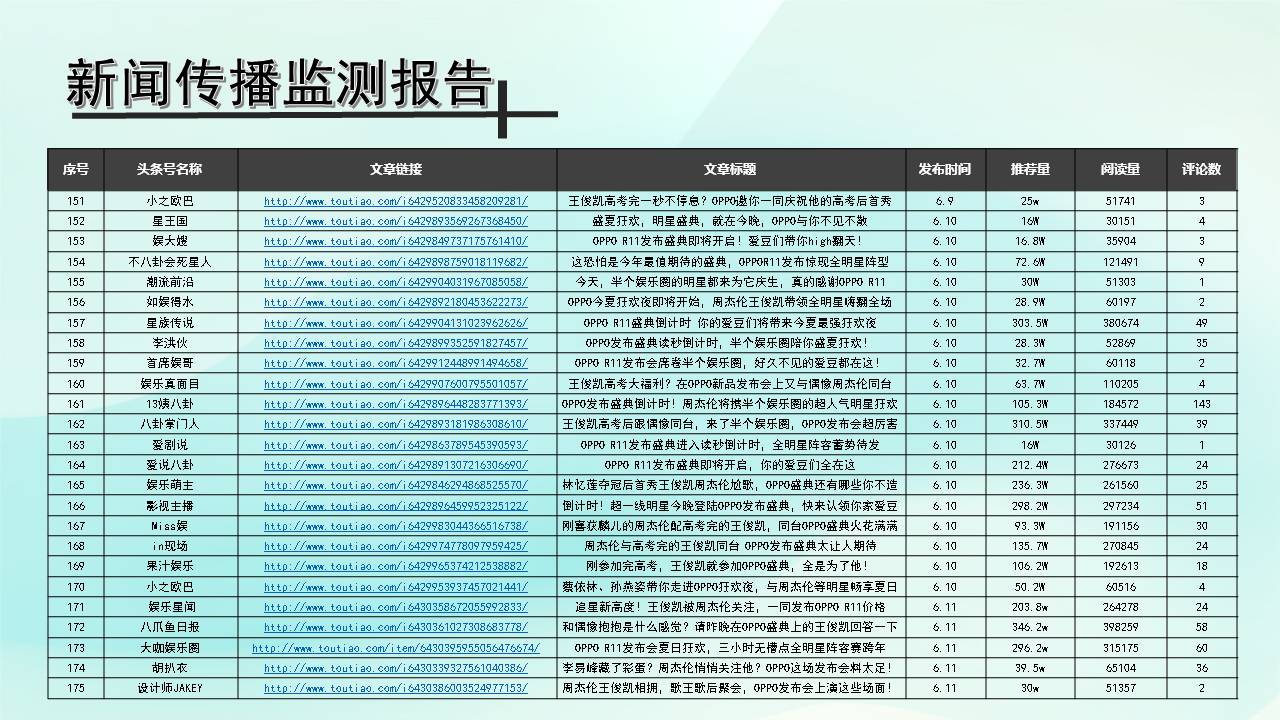 新闻传播监测报告
序号 头条号名称 文章链接 文章标题 发布时间 推荐量 阅读量 评论数
151 小之欧巴 http://www.toutiao.com/i6429520833458209281/ 王俊凯高考完一秒不停息？OPPO邀你一同庆祝他的高考后首秀 6.9 25w 51741 3
152 星王国 http://www.toutiao.com/i6429893569267368450/ 盛夏狂欢，明星盛典，就在今晚，OPPO与你不见不散 6.10 16W 30151 4
153 娱大嫂 http://www.toutiao.com/i6429849737175761410/ OPPO R11发布盛典即将开启！爱豆们带你high翻天！ 6.10 16.8W 35904 3
154 不八卦会死星人 http://www.toutiao.com/i6429898759018119682/ 这恐怕是今年最值期待的盛典，OPPOR11发布惊现全明星阵型 6.10 72.6W 121491 9
155 潮流前沿 http://www.toutiao.com/i6429904031967085058/ 今天，半个娱乐圈的明星都来为它庆生，真的感谢OPPO R11 6.10 30W 51303 1
156 如娱得水 http://www.toutiao.com/i6429892180453622273/ OPPO今夏狂欢夜即将开始，周杰伦王俊凯带领全明星嗨翻全场 6.10 28.9W 60197 2
157 星族传说 http://www.toutiao.com/i6429904131023962626/ OPPO R11盛典倒计时 你的爱豆们将带来今夏最强狂欢夜 6.10 303.5W 380674 49
158 李洪伙 http://www.toutiao.com/i6429899352591827457/ OPPO发布盛典读秒倒计时，半个娱乐圈陪你盛夏狂欢！ 6.10 28.3W 52869 35
159 首席娱哥 http://www.toutiao.com/i6429912448991494658/ OPPO R11发布会席卷半个娱乐圈，好久不见的爱豆都在这！ 6.10 32.7W 60118 2
160 娱乐真面目 http://www.toutiao.com/i6429907600795501057/ 王俊凯高考大福利？在OPPO新品发布会上又与偶像周杰伦同台 6.10 63.7W 110205 4
161 13姨八卦 http://www.toutiao.com/i6429896448283771393/ OPPO发布盛典倒计时！周杰伦将携半个娱乐圈的超人气明星狂欢 6.10 105.3W 184572 143
162 八卦掌门人 http://www.toutiao.com/i6429893181986308610/ 王俊凯高考后跟偶像同台，来了半个娱乐圈，OPPO发布会超厉害 6.10 310.5W 337449 39
163 爱剧说 http://www.toutiao.com/i6429863789545390593/ OPPO R11发布盛典进入读秒倒计时，全明星阵容蓄势待发 6.10 16W 30126 1
164 爱说八卦 http://www.toutiao.com/i6429891307216306690/ OPPO R11发布盛典即将开启，你的爱豆们全在这 6.10 212.4W 276673 24
165 娱乐萌主 http://www.toutiao.com/i6429846294868525570/ 林忆莲夺冠后首秀王俊凯周杰伦尬歌，OPPO盛典还有哪些你不造 6.10 236.3W 261560 25
166 影视主播 http://www.toutiao.com/i6429896459952325122/ 倒计时！超一线明星今晚登陆OPPO发布盛典，快来认领你家爱豆 6.10 298.2W 297234 51
167 Miss娱 http://www.toutiao.com/i6429983044366516738/ 刚喜获麟儿的周杰伦配高考完的王俊凯，同台OPPO盛典火花满满 6.10 93.3W 191156 30
168 in现场 http://www.toutiao.com/i6429974778097959425/ 周杰伦与高考完的王俊凯同台 OPPO发布盛典太让人期待 6.10 135.7W 270845 24
169 果汁娱乐 http://www.toutiao.com/i6429965374212538882/ 刚参加完高考，王俊凯就参加OPPO盛典，全是为了他！ 6.10 106.2W 192613 18
170 小之欧巴 http://www.toutiao.com/i6429953937457021441/ 蔡依林、孙燕姿带你走进OPPO狂欢夜，与周杰伦等明星畅享夏日 6.10 50.2W 60516 4
171 娱乐星闻 http://www.toutiao.com/i6430358672055992833/ 追星新高度！王俊凯被周杰伦关注，一同发布OPPO R11价格 6.11 203.8w 264278 24
172 八爪鱼日报 http://www.toutiao.com/i6430361027308683778/ 和偶像抱抱是什么感觉？请昨晚在OPPO盛典上的王俊凯回答一下 6.11 346.2w 398259 58
173 大咖娱乐圈 http://www.toutiao.com/item/6430395955056476674/ OPPO R11发布会夏日狂欢，三小时无槽点全明星阵容赛跨年 6.11 296.2w 315175 60
174 胡扒衣 http://www.toutiao.com/i6430339327561040386/ 李易峰藏了彩蛋？周杰伦悄悄关注他？OPPO这场发布会料太足！ 6.11 39.5w 65104 36
175 设计师JAKEY http://www.toutiao.com/i6430386003524977153/ 周杰伦王俊凯相拥，歌王歌后聚会，OPPO发布会上演这些场面！ 6.11 30w 51357 2